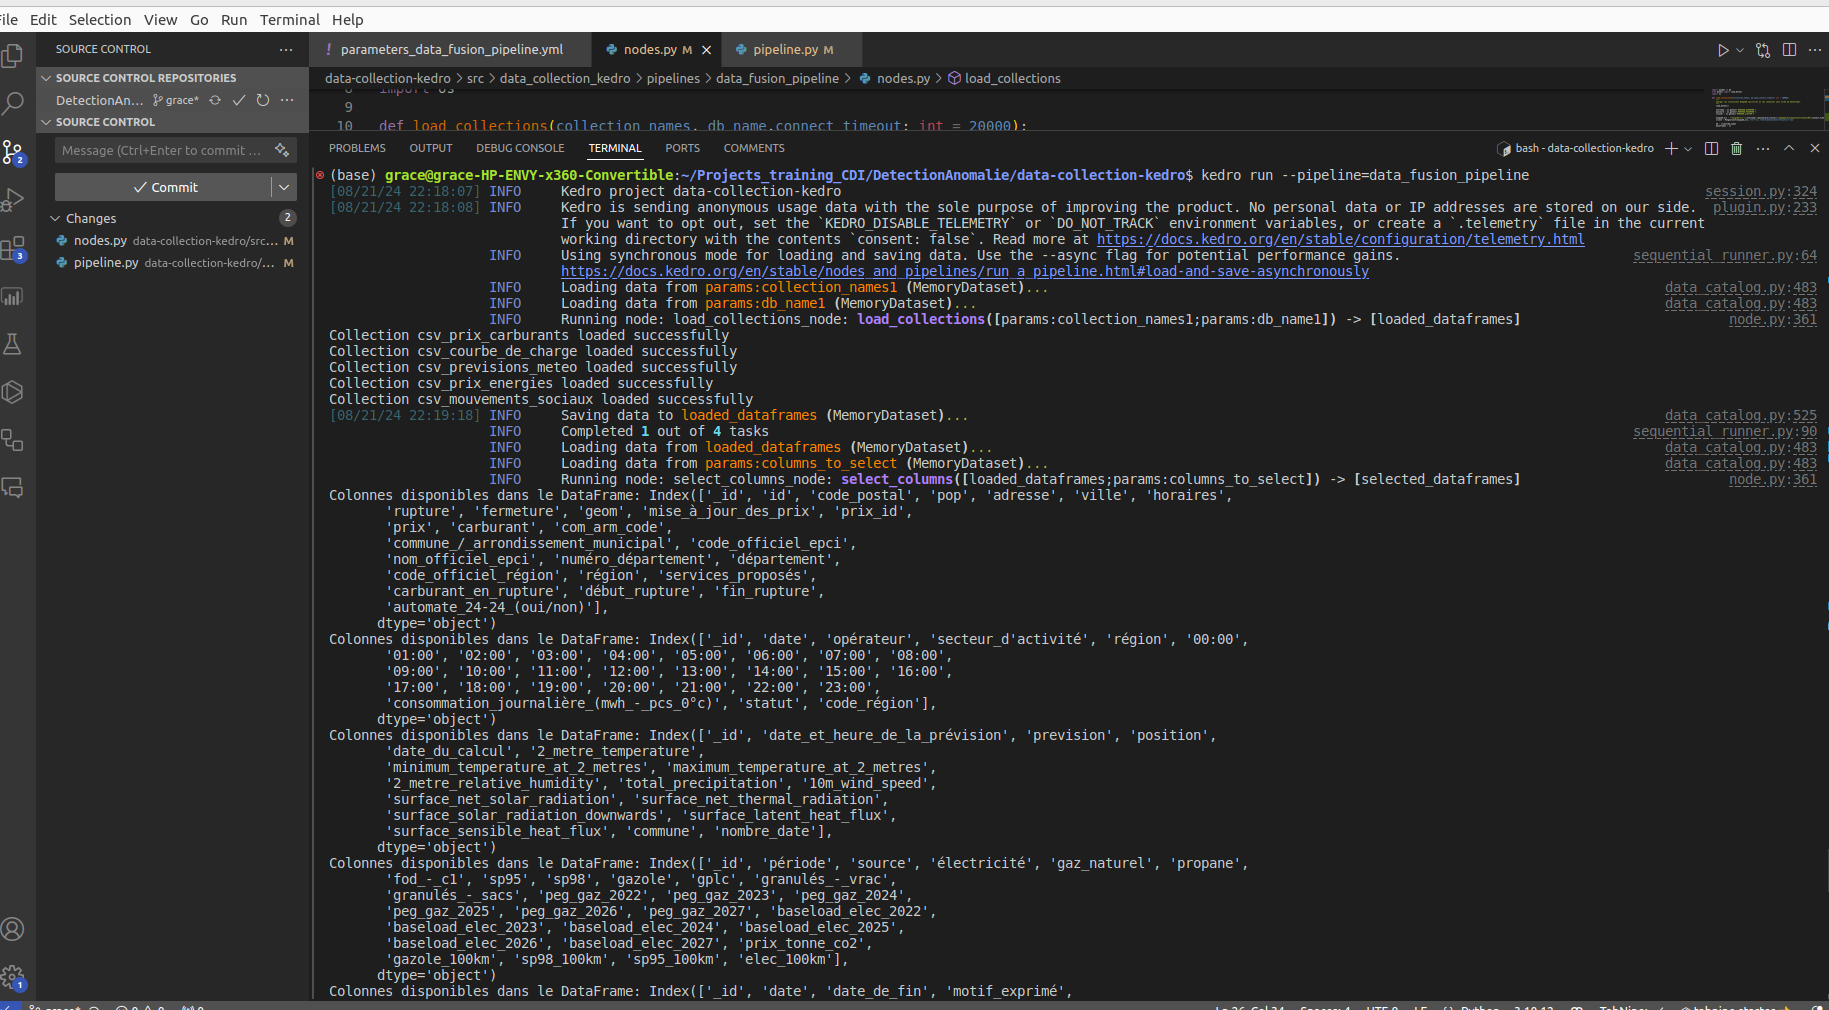 File Edit Selection View Go Run Terminal Help
SOURCE CONTROL
parameters_data_fusion_pipeline.yml nodes.py M pipeline.py M
SOURCE CONTROL REPOSITORIES
data-collection-kedro > src > data_collection_kedro > pipelines > data_fusion_pipeline > nodes.py > load_collections
DetectionAn... grace*
8 import os
9
SOURCE CONTROL
10 def load_collections(collection_names, db_name,connect_timeout: int = 20000):
Message (Ctrl+Enter to commit ...
PROBLEMS OUTPUT DEBUG CONSOLE TERMINAL PORTS COMMENTS
bash - data-collection-kedro
Commit
Changes 2
nodes.py data-collection-kedro/src... M
pipeline.py data-collection-kedro/... M
2
3
1
(base) grace@grace-HP-ENVY-x360-Convertible:~/Projects_training_CDI/DetectionAnomalie/data-collection-kedro$ kedro run --pipeline=data_fusion_pipeline
[08/21/24 22:18:07] INFO Kedro project data-collection-kedro session.py:324
[08/21/24 22:18:08] INFO Kedro is sending anonymous usage data with the sole purpose of improving the product. No personal data or IP addresses are stored on our side. plugin.py:233
If you want to opt out, set the `KEDRO_DISABLE_TELEMETRY` or `DO_NOT_TRACK` environment variables, or create a `.telemetry` file in the current
working directory with the contents `consent: false`. Read more at https://docs.kedro.org/en/stable/configuration/telemetry.html
INFO Using synchronous mode for loading and saving data. Use the --async flag for potential performance gains. sequential_runner.py:64
https://docs.kedro.org/en/stable/nodes_and_pipelines/run_a_pipeline.html#load-and-save-asynchronously
INFO Loading data from params:collection_names1 (MemoryDataset)... data_catalog.py:483
INFO Loading data from params:db_name1 (MemoryDataset)... data_catalog.py:483
INFO Running node: load_collections_node: load_collections([params:collection_names1;params:db_name1]) -> [loaded_dataframes] node.py:361
Collection csv_prix_carburants loaded successfully
Collection csv_courbe_de_charge loaded successfully
Collection csv_previsions_meteo loaded successfully
Collection csv_prix_energies loaded successfully
Collection csv_mouvements_sociaux loaded successfully
[08/21/24 22:19:18] INFO Saving data to loaded_dataframes (MemoryDataset)... data_catalog.py:525
INFO Completed 1 out of 4 tasks sequential_runner.py:90
INFO Loading data from loaded_dataframes (MemoryDataset)... data_catalog.py:483
INFO Loading data from params:columns_to_select (MemoryDataset)... data_catalog.py:483
INFO Running node: select_columns_node: select_columns([loaded_dataframes;params:columns_to_select]) -> [selected_dataframes] node.py:361
Colonnes disponibles dans le DataFrame: Index(['_id', 'id', 'code_postal', 'pop', 'adresse', 'ville', 'horaires',
'rupture', 'fermeture', 'geom', 'mise_à_jour_des_prix', 'prix_id',
'prix', 'carburant', 'com_arm_code',
'commune_/_arrondissement_municipal', 'code_officiel_epci',
'nom_officiel_epci', 'numéro_département', 'département',
'code_officiel_région', 'région', 'services_proposés',
'carburant_en_rupture', 'début_rupture', 'fin_rupture',
'automate_24-24_(oui/non)'],
dtype='object')
Colonnes disponibles dans le DataFrame: Index(['_id', 'date', 'opérateur', 'secteur_d'activité', 'région', '00:00',
'01:00', '02:00', '03:00', '04:00', '05:00', '06:00', '07:00', '08:00',
'09:00', '10:00', '11:00', '12:00', '13:00', '14:00', '15:00', '16:00',
'17:00', '18:00', '19:00', '20:00', '21:00', '22:00', '23:00',
'consommation_journalière_(mwh_-_pcs_0°c)', 'statut', 'code_région'],
dtype='object')
Colonnes disponibles dans le DataFrame: Index(['_id', 'date_et_heure_de_la_prévision', 'prevision', 'position',
'date_du_calcul', '2_metre_temperature',
'minimum_temperature_at_2_metres', 'maximum_temperature_at_2_metres',
'2_metre_relative_humidity', 'total_precipitation', '10m_wind_speed',
'surface_net_solar_radiation', 'surface_net_thermal_radiation',
'surface_solar_radiation_downwards', 'surface_latent_heat_flux',
'surface_sensible_heat_flux', 'commune', 'nombre_date'],
dtype='object')
Colonnes disponibles dans le DataFrame: Index(['_id', 'période', 'source', 'électricité', 'gaz_naturel', 'propane',
'fod_-_c1', 'sp95', 'sp98', 'gazole', 'gplc', 'granulés_-_vrac',
'granulés_-_sacs', 'peg_gaz_2022', 'peg_gaz_2023', 'peg_gaz_2024',
'peg_gaz_2025', 'peg_gaz_2026', 'peg_gaz_2027', 'baseload_elec_2022',
'baseload_elec_2023', 'baseload_elec_2024', 'baseload_elec_2025',
'baseload_elec_2026', 'baseload_elec_2027', 'prix_tonne_co2',
'gazole_100km', 'sp98_100km', 'sp95_100km', 'elec_100km'],
dtype='object')
Colonnes disponibles dans le DataFrame: Index(['_id', 'date', 'date_de_fin', 'motif_exprimé',